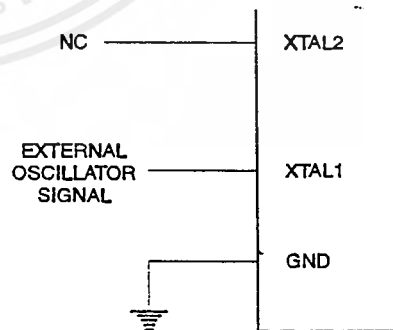 NC
XTAL2
EXTERNAL
OSCILLATOR
SIGNAL
XTAL1
GND